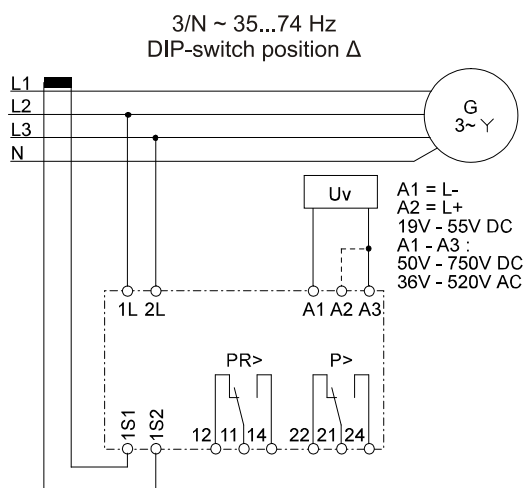 3/N ~ 35...74 Hz
DIP-switch position Δ
L1
L2
L3
N
G
3~ Y
Uv
A1 = L-
A2 = L+
19V - 55V DC
A1 - A3 :
50V - 750V DC
36V - 520V AC
1L 2L
A1 A2 A3
PR> P>
1S1 1S2
12 11 14
22 21 24